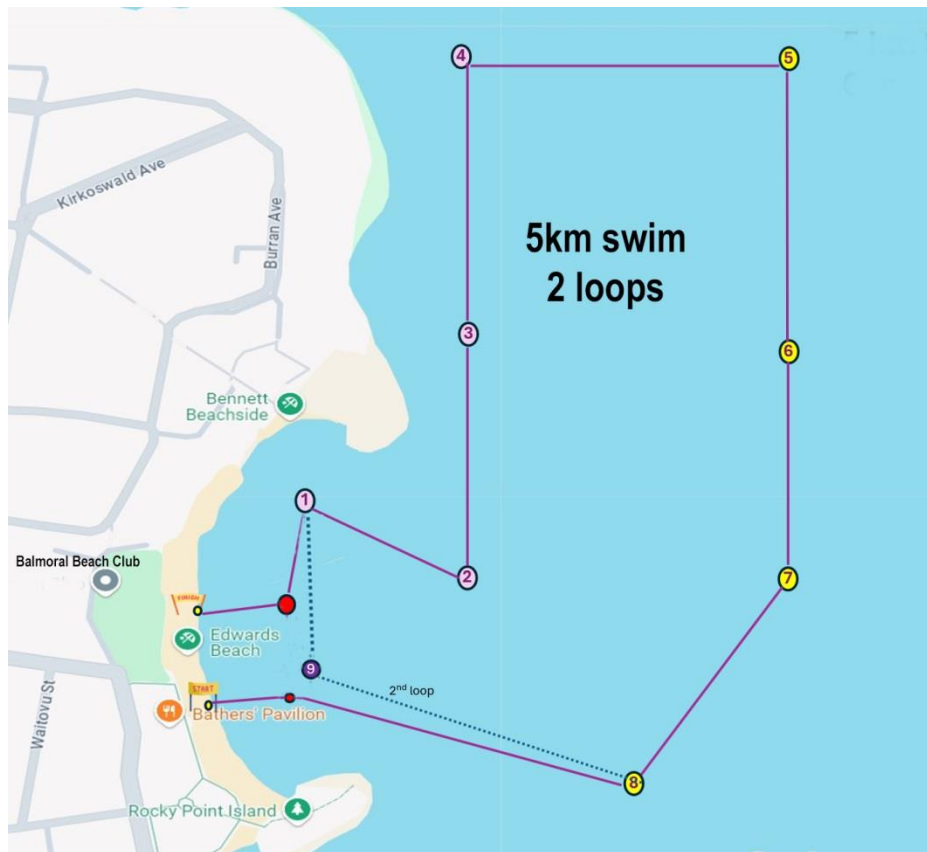 4
5
Kirkoswald Ave
Burran Ave
5km swim
2 loops
3
6
Bennett
Beachside
1
Balmoral Beach Club
2
7
FINISH
Edwards
Beach
9
START
2nd loop
Waitovu St
Bathers' Pavilion
8
Rocky Point Island